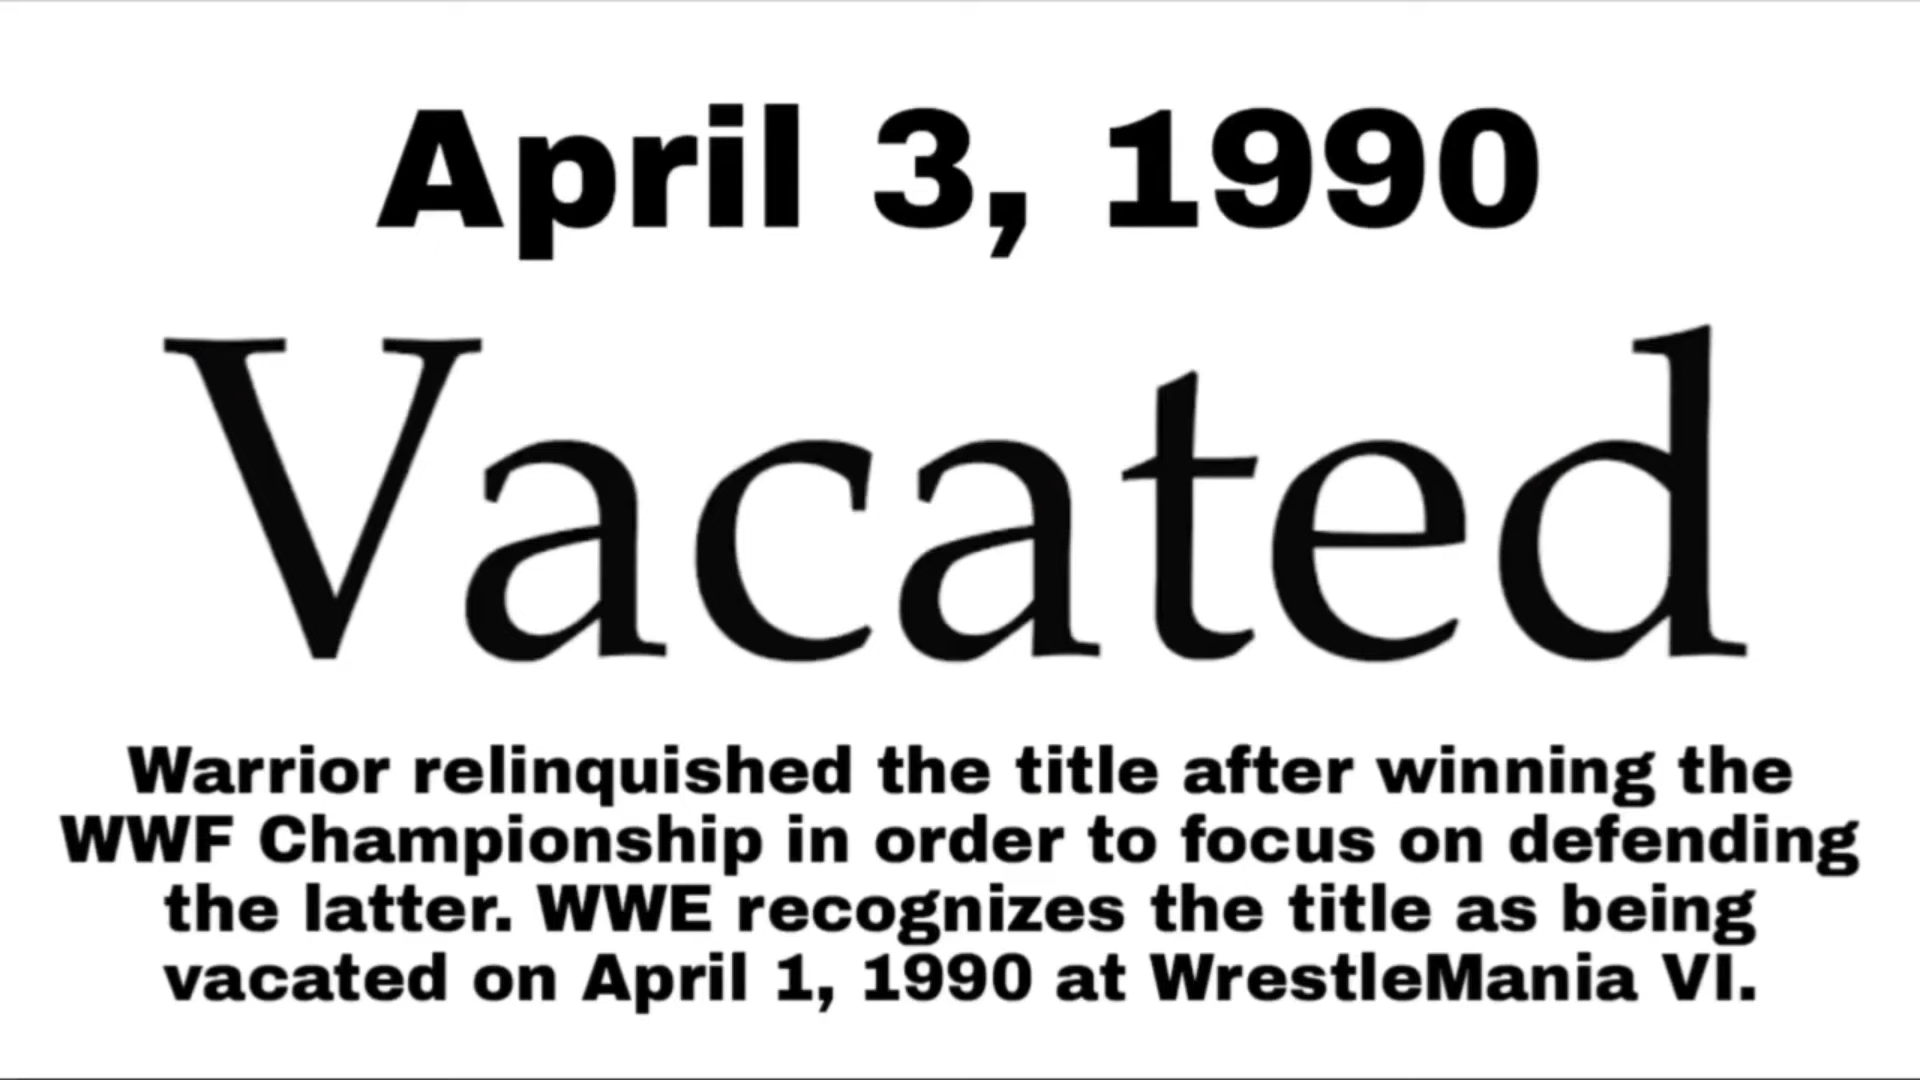 April 3, 1990
Vacated
Warrior relinquished the title after winning the
WWF Championship in order to focus on defending
the latter. WWE recognizes the title as being
vacated on April 1, 1990 at WrestleMania VI.